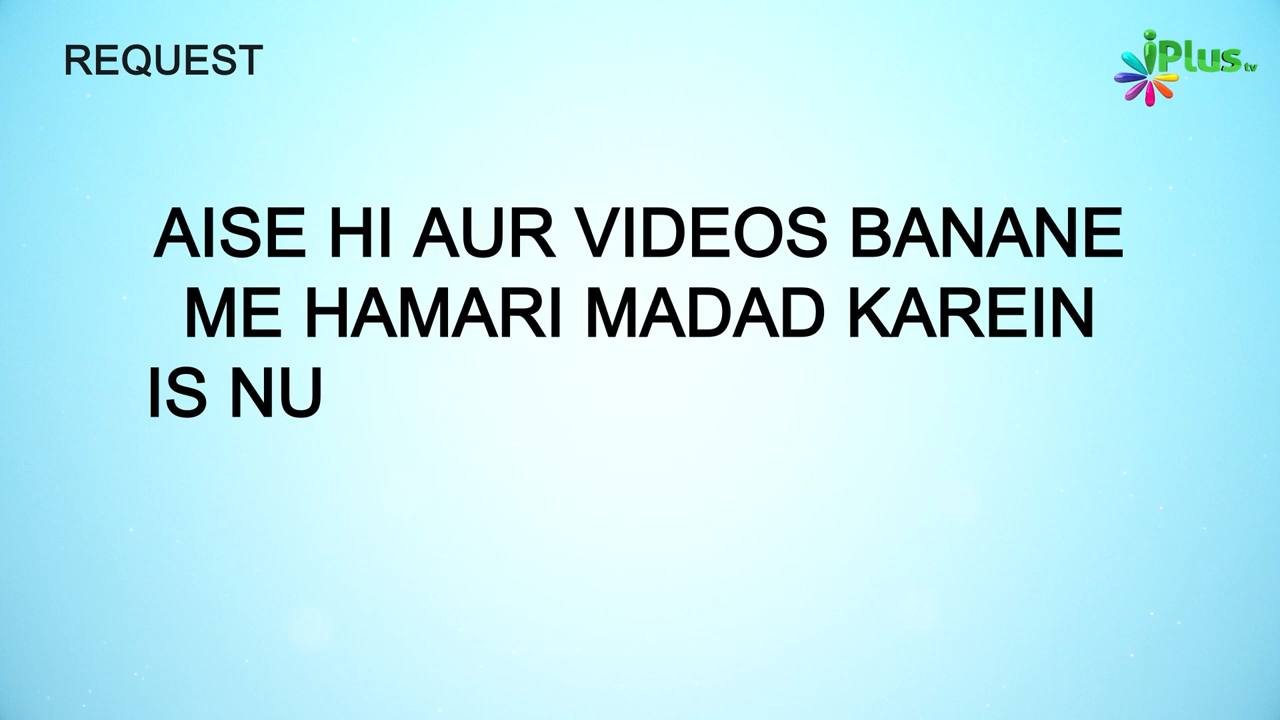 REQUEST
iPlus tv
AISE HI AUR VIDEOS BANANE
ME HAMARI MADAD KAREIN
IS NU